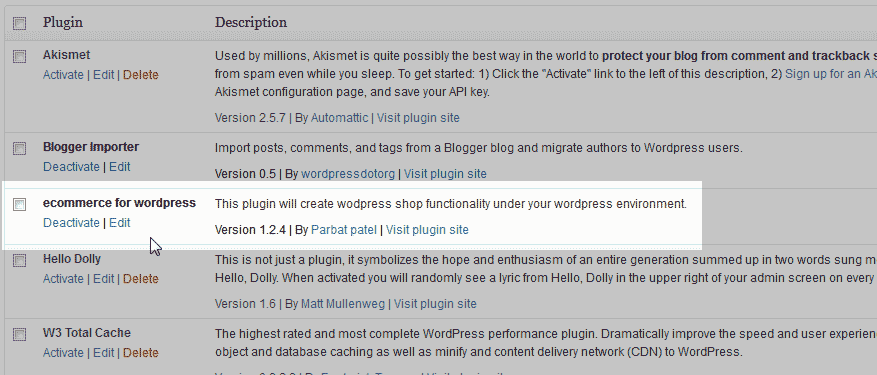 Plugin Description
Akismet
Activate | Edit | Delete
Used by millions, Akismet is quite possibly the best way in the world to protect your blog from comment and trackback s
from spam even while you sleep. To get started: 1) Click the "Activate" link to the left of this description, 2) Sign up for an Ak
Akismet configuration page, and save your API key.
Version 2.5.7 | By Automattic | Visit plugin site
Blogger Importer
Deactivate | Edit
Import posts, comments, and tags from a Blogger blog and migrate authors to Wordpress users.
Version 0.5 | By wordpressdotorg | Visit plugin site
ecommerce for wordpress
Deactivate | Edit
This plugin will create wodpress shop functionality under your wordpress environment.
Version 1.2.4 | By Parbat patel | Visit plugin site
Hello Dolly
Activate | Edit | Delete
This is not just a plugin, it symbolizes the hope and enthusiasm of an entire generation summed up in two words sung m
Hello, Dolly. When activated you will randomly see a lyric from Hello, Dolly in the upper right of your admin screen on every
Version 1.6 | By Matt Mullenweg | Visit plugin site
W3 Total Cache
Activate | Edit | Delete
The highest rated and most complete WordPress performance plugin. Dramatically improve the speed and user experien
object and database caching as well as minify and content delivery network (CDN) to WordPress.